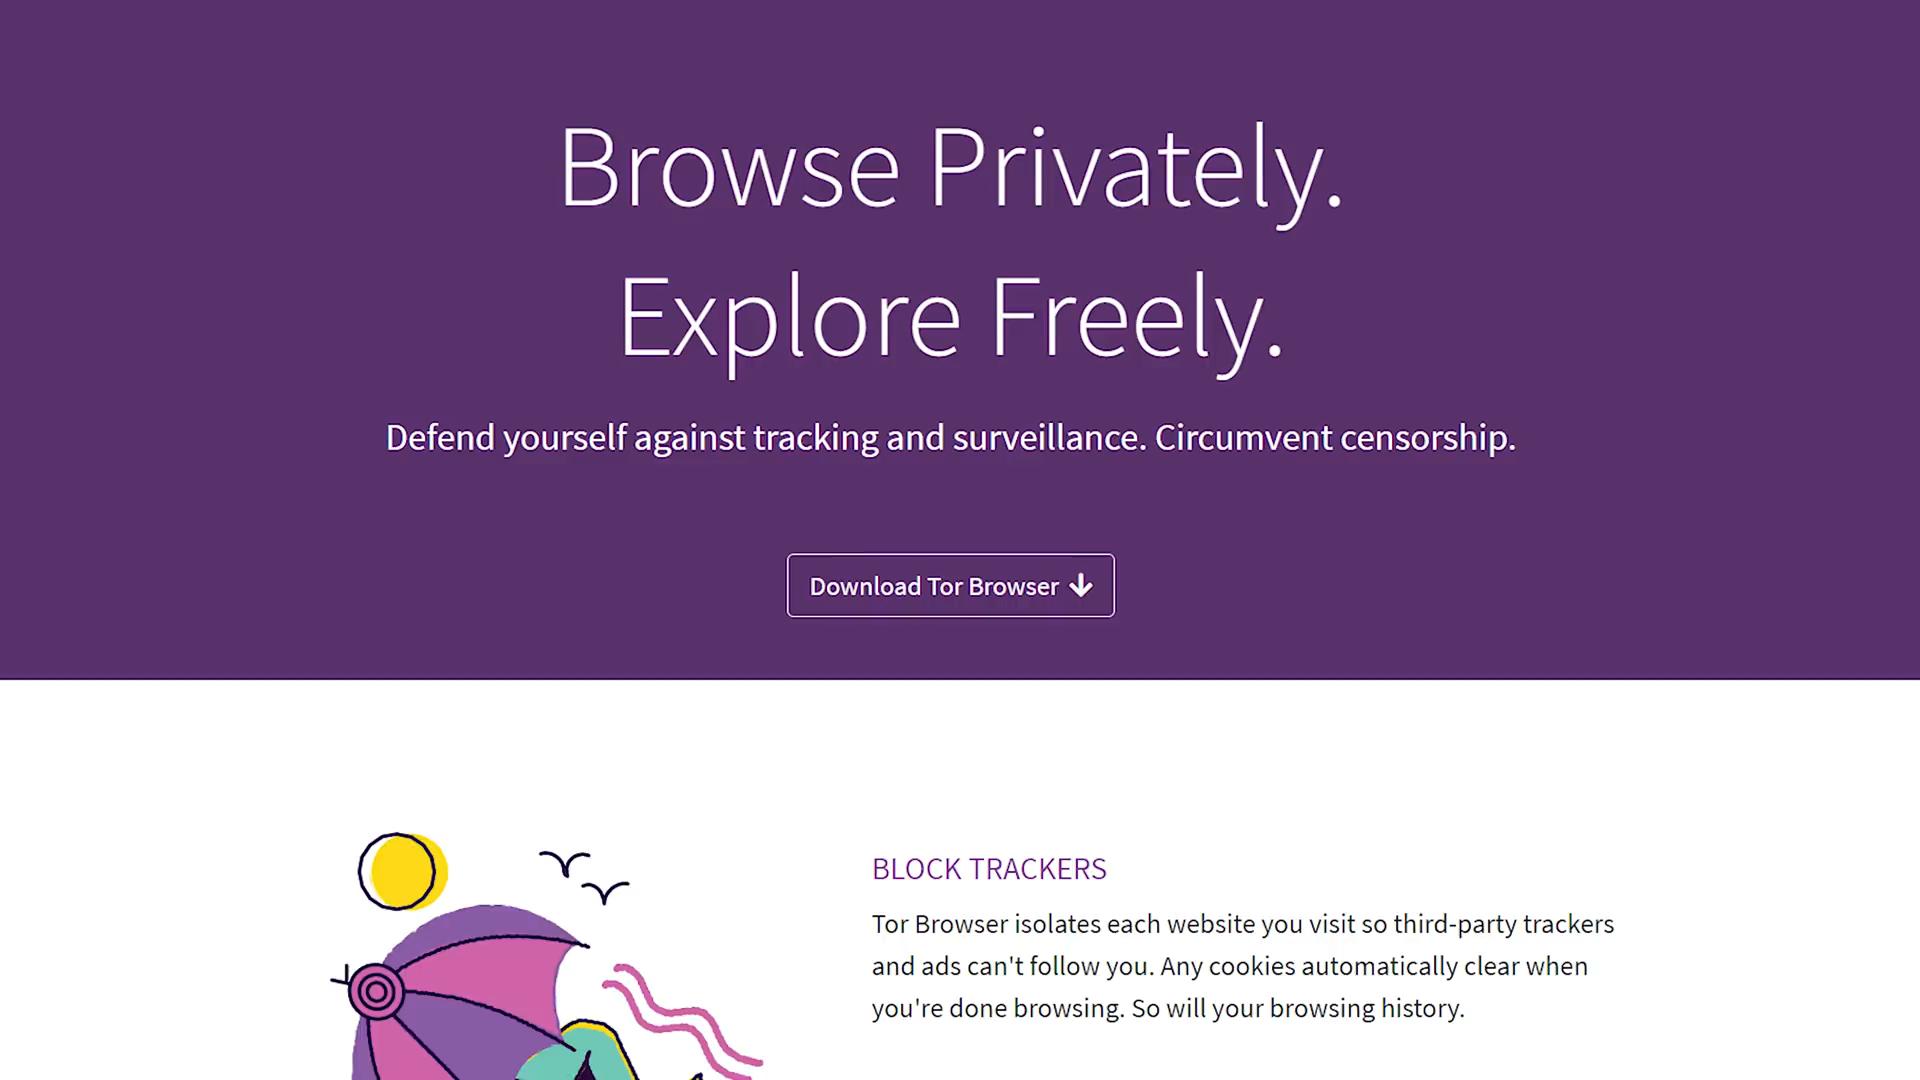 Browse Privately.
Explore Freely.
Defend yourself against tracking and surveillance. Circumvent censorship.
Download Tor Browser
BLOCK TRACKERS
Tor Browser isolates each website you visit so third-party trackers
and ads can't follow you. Any cookies automatically clear when
you're done browsing. So will your browsing history.